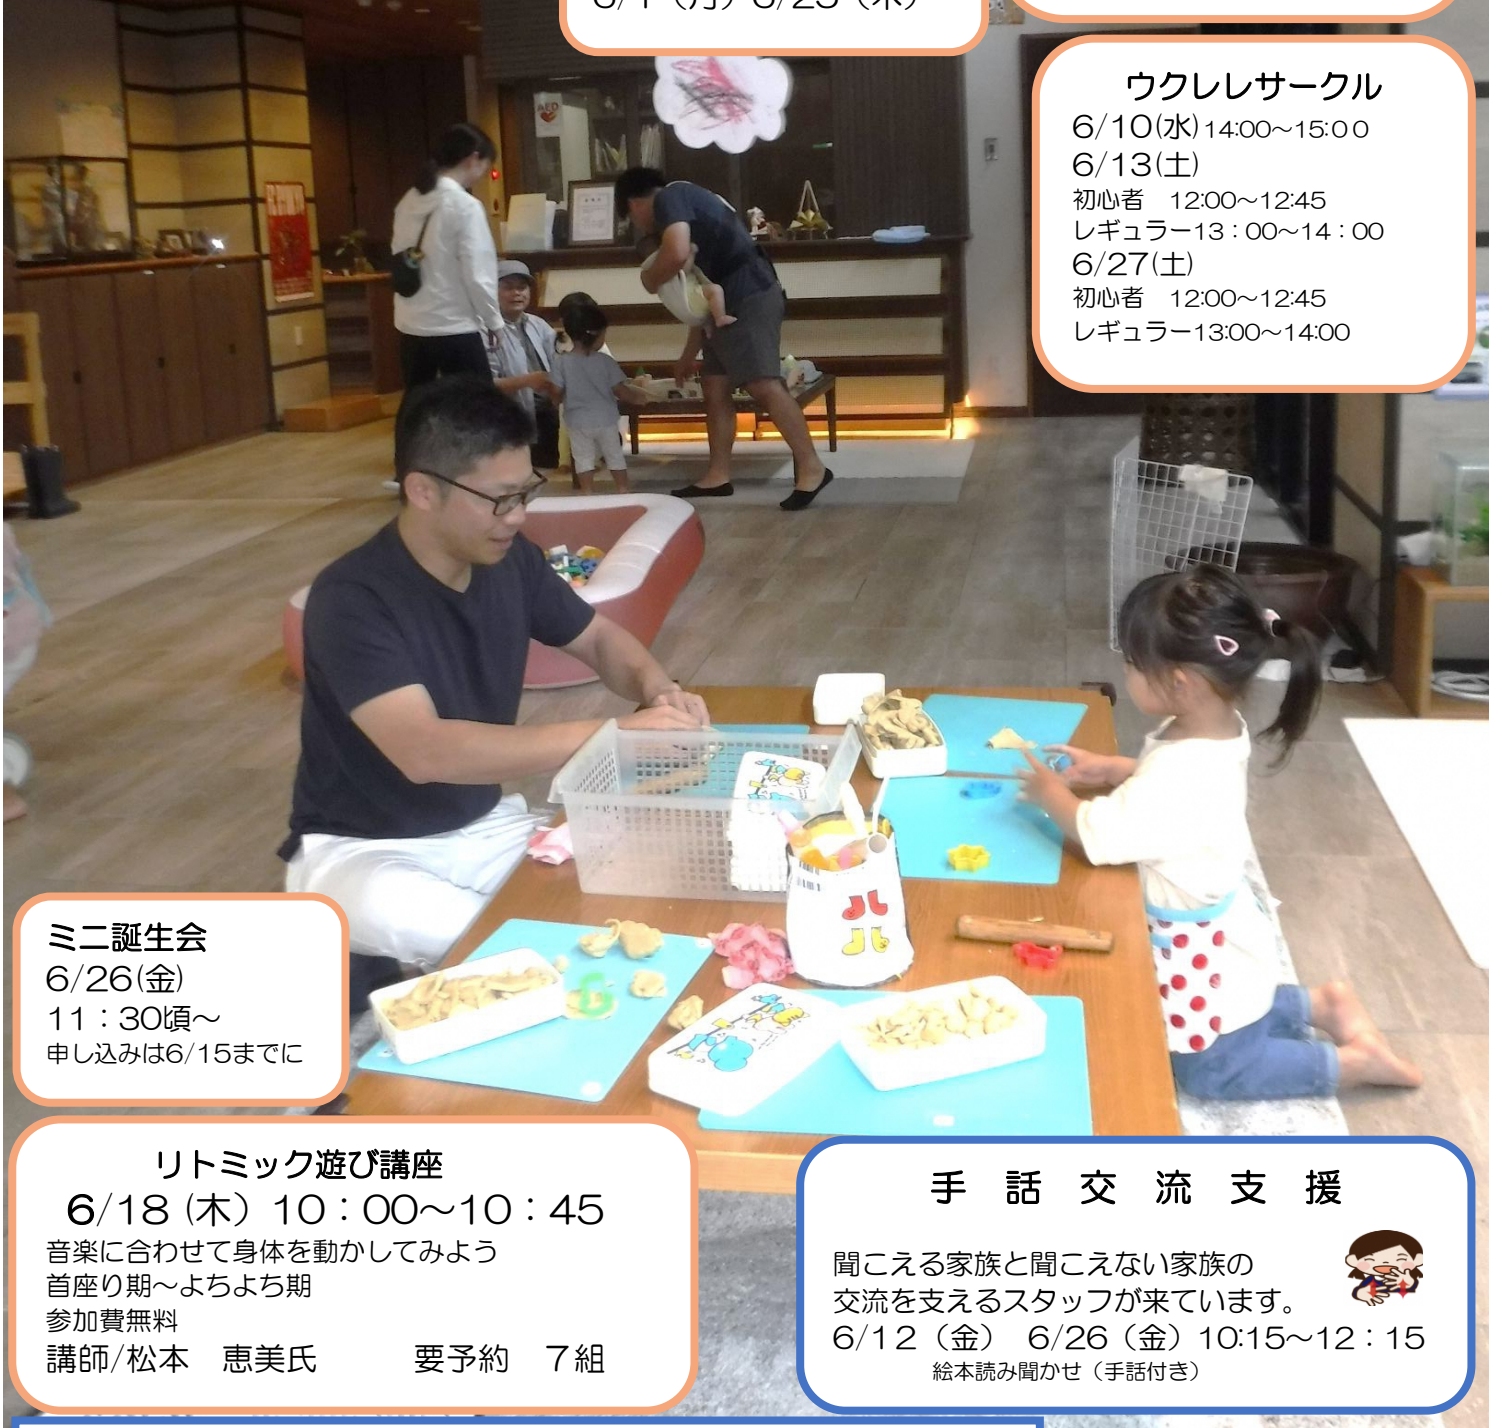 ウクレレサークル
6/10(水)14:00～15:00
6/13(土)
初心者　12:00～12:45
レギュラー13：00～14：00
6/27(土)
初心者　12:00～12:45
レギュラー13:00～14:00
AED
ミニ誕生会
6/26(金)
11：30頃～
申し込みは6/15までに
リトミック遊び講座
6/18（木）10：00～10：45
音楽に合わせて身体を動かしてみよう
首座り期～よちよち期
参加費無料
講師/松本　恵美氏　　　要予約　7組
手 話 交 流 支 援
聞こえる家族と聞こえない家族の
交流を支えるスタッフが来ています。
6/12（金）　6/26（金）10:15～12：15
絵本読み聞かせ（手話付き）